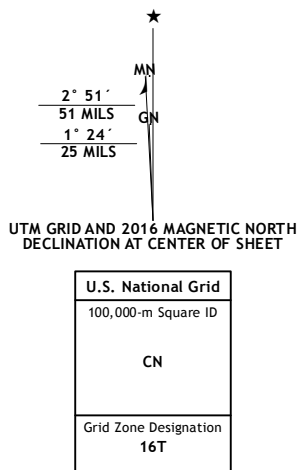 ★
MN
2° 51´
51 MILS
GN
1° 24´
25 MILS
UTM GRID AND 2016 MAGNETIC NORTH
DECLINATION AT CENTER OF SHEET
U.S. National Grid
100,000-m Square ID
CN
Grid Zone Designation
16T